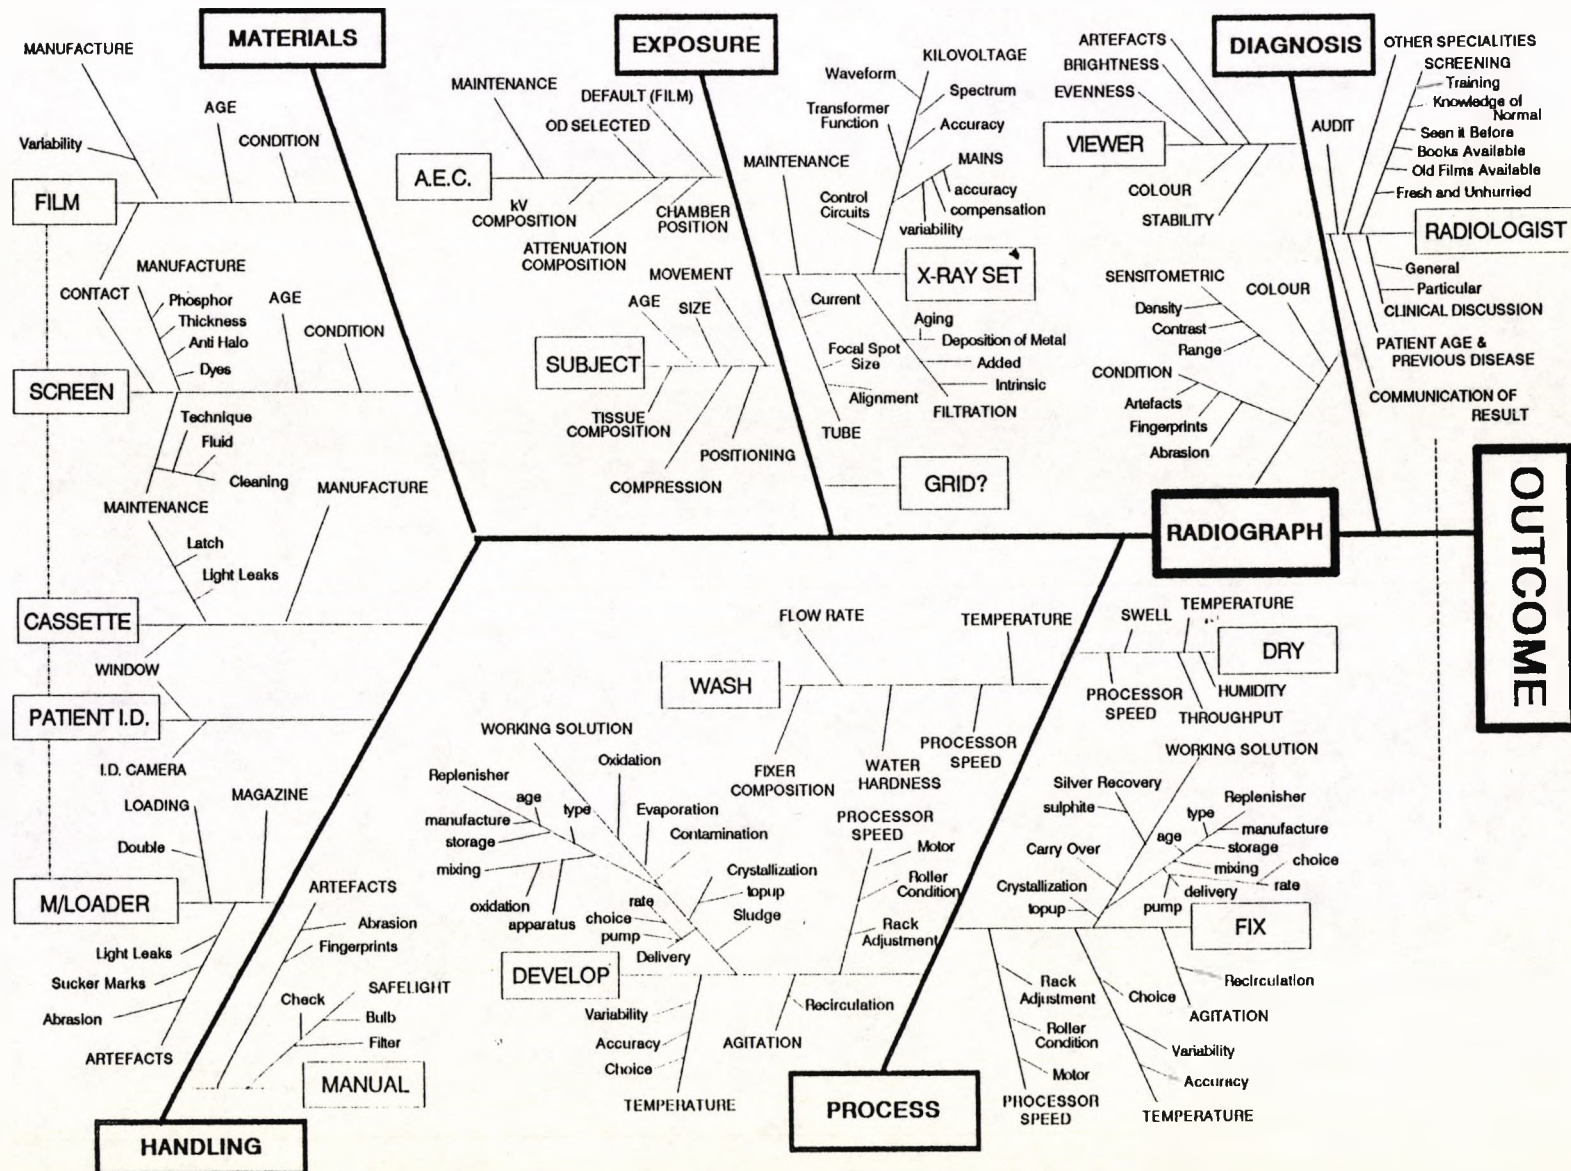 MATERIALS
MANUFACTURE
AGE
CONDITION
Variability
FILM
CONTACT
MANUFACTURE
Phosphor
Thickness
Anti Halo
Dyes
AGE
CONDITION
SCREEN
Technique
Fluid
Cleaning
MAINTENANCE
MANUFACTURE
Latch
Light Leaks
CASSETTE
WINDOW
PATIENT I.D.
I.D. CAMERA
LOADING
MAGAZINE
Double
M/LOADER
Light Leaks
Sucker Marks
Abrasion
ARTEFACTS
ARTEFACTS
Abrasion
Fingerprints
SAFELIGHT
Check
Bulb
Filter
MANUAL
HANDLING
EXPOSURE
MAINTENANCE
DEFAULT (FILM)
OD SELECTED
A.E.C.
kV
COMPOSITION
ATTENUATION
COMPOSITION
CHAMBER
POSITION
MOVEMENT
AGE
SIZE
SUBJECT
TISSUE
COMPOSITION
POSITIONING
COMPRESSION
KILOVOLTAGE
Waveform
Spectrum
Transformer
Function
Accuracy
MAINTENANCE
MAINS
accuracy
compensation
variability
Control
Circuits
X-RAY SET
Current
Focal Spot
Size
Alignment
TUBE
Aging
Deposition of Metal
Added
Intrinsic
FILTRATION
GRID?
DIAGNOSIS
ARTEFACTS
BRIGHTNESS
EVENNESS
VIEWER
COLOUR
STABILITY
AUDIT
OTHER SPECIALITIES
SCREENING
Training
Knowledge of
Normal
Seen it Before
Books Available
Old Films Available
Fresh and Unhurried
RADIOLOGIST
General
Particular
CLINICAL DISCUSSION
PATIENT AGE &
PREVIOUS DISEASE
COMMUNICATION OF
RESULT
SENSITOMETRIC
Density
Contrast
Range
COLOUR
CONDITION
Artefacts
Fingerprints
Abrasion
RADIOGRAPH
OUTCOME
FLOW RATE
TEMPERATURE
WASH
FIXER
COMPOSITION
WATER
HARDNESS
PROCESSOR
SPEED
SWELL
TEMPERATURE
DRY
PROCESSOR
SPEED
HUMIDITY
THROUGHPUT
WORKING SOLUTION
Oxidation
Replenisher
age
type
manufacture
storage
mixing
oxidation
apparatus
Evaporation
Contamination
Crystallization
topup
Sludge
rate
choice
pump
Delivery
DEVELOP
PROCESSOR
SPEED
Motor
Roller
Condition
Rack
Adjustment
Variability
Accuracy
Choice
TEMPERATURE
AGITATION
Recirculation
PROCESS
WORKING SOLUTION
Silver Recovery
sulphite
Carry Over
Crystallization
topup
Replenisher
type
manufacture
age
storage
mixing
choice
delivery
rate
pump
FIX
Rack
Adjustment
Roller
Condition
Motor
PROCESSOR
SPEED
Choice
Variability
Accuracy
TEMPERATURE
Recirculation
AGITATION